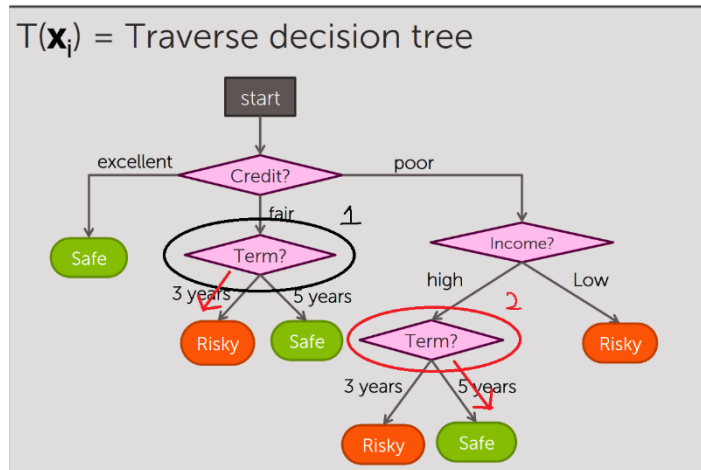 T(xi) = Traverse decision tree
start
excellent
Credit?
poor
fair
1
Safe
Term?
Income?
3 years
5 years
high
Low
2
Risky
Safe
Term?
Risky
3 years
5 years
Risky
Safe